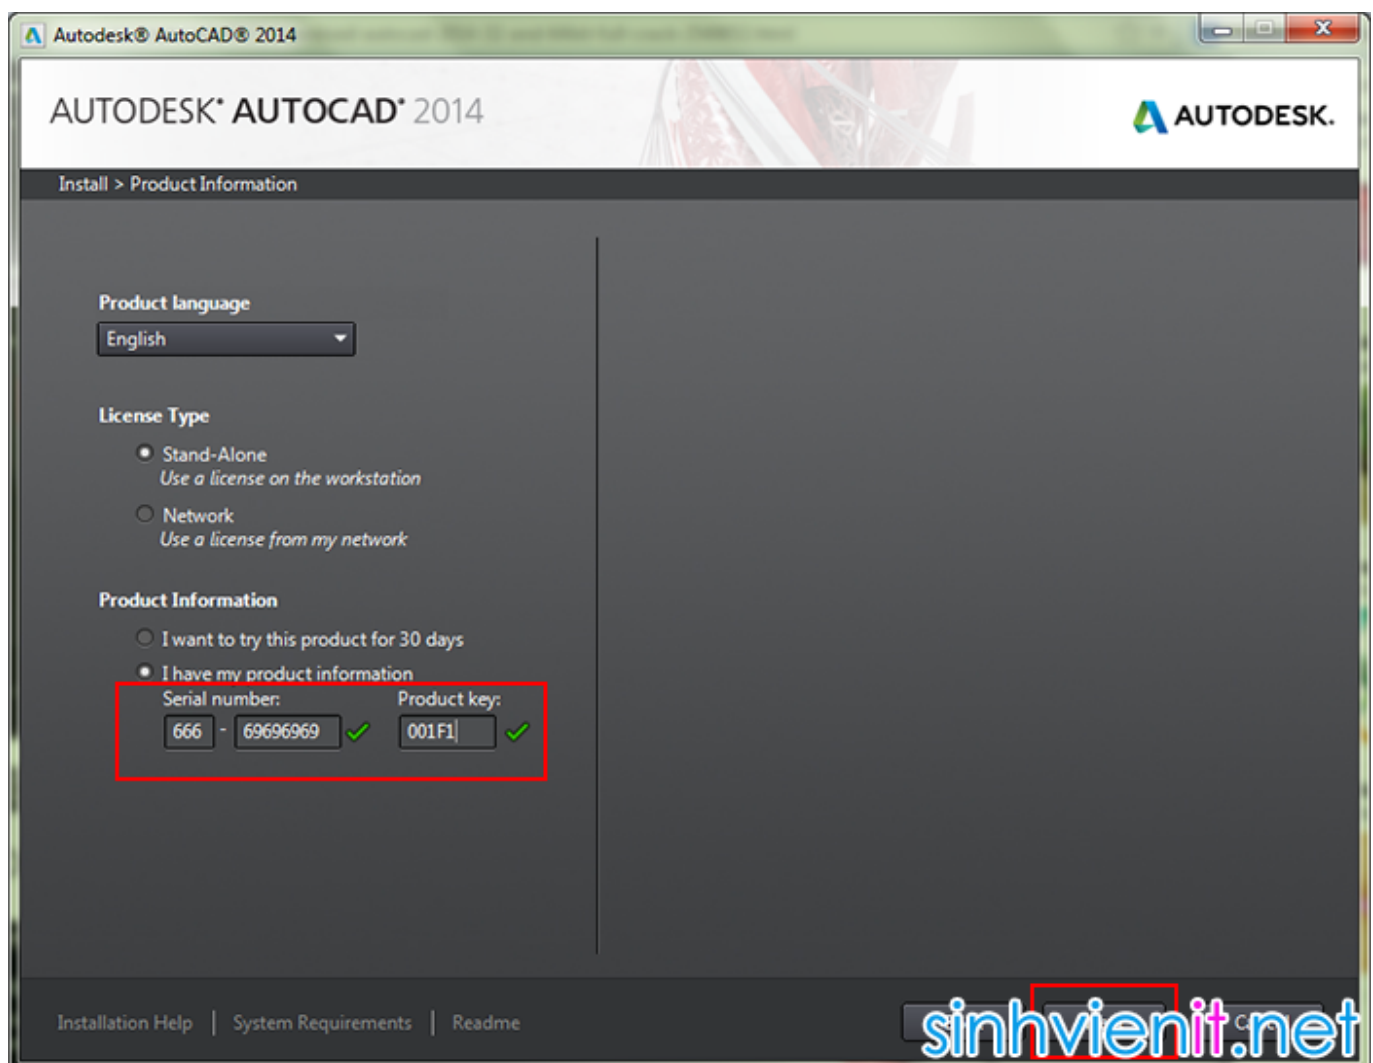 Autodesk® AutoCAD® 2014
AUTODESK® AUTOCAD® 2014
AUTODESK.
Install > Product Information
Product language
English
License Type
Stand-Alone
Use a license on the workstation
Network
Use a license from my network
Product Information
I want to try this product for 30 days
I have my product information
Serial number: Product key:
666 - 69696969 001F1
Installation Help | System Requirements | Readme
sinhvienit.net